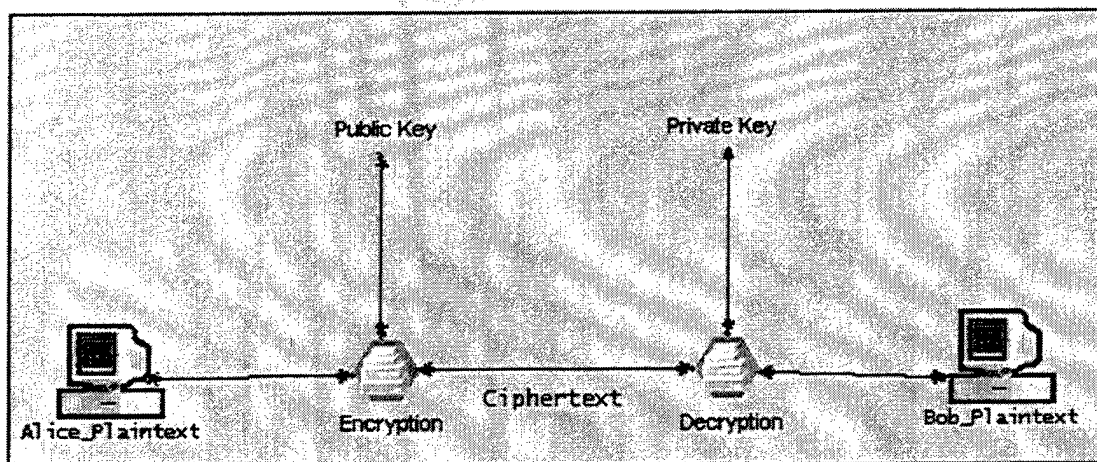 Public Key
Private Key
Ciphertext
Encryption
Decryption
Alice_Plaintext
Bob_Plaintext